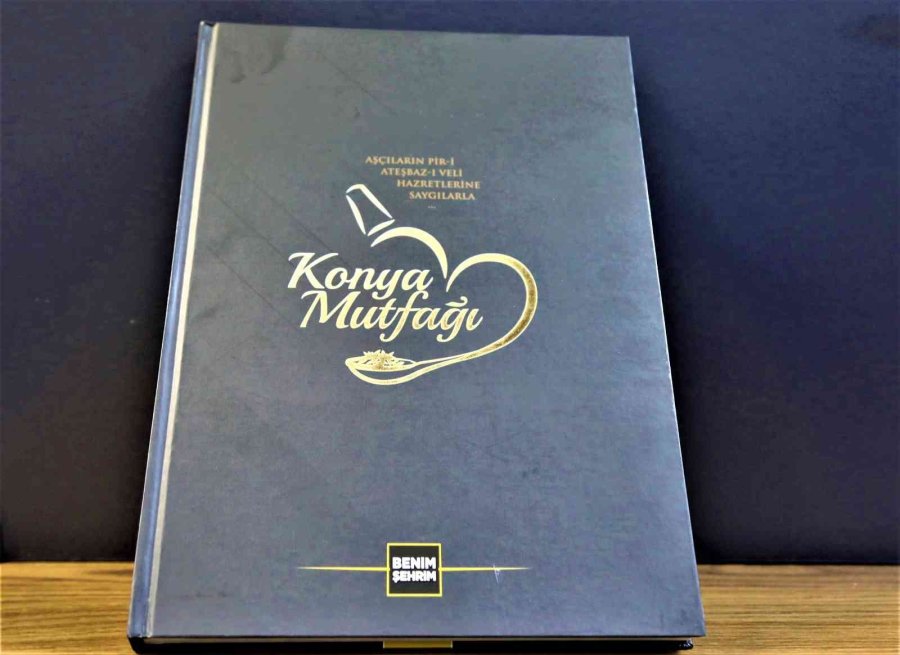 AŞÇILARIN PİR-İ
ATEŞBAZ-I VELİ
HAZRETLERİNE
SAYGILARLA
...
Konya
Mutfağı
BENİM
ŞEHRİM